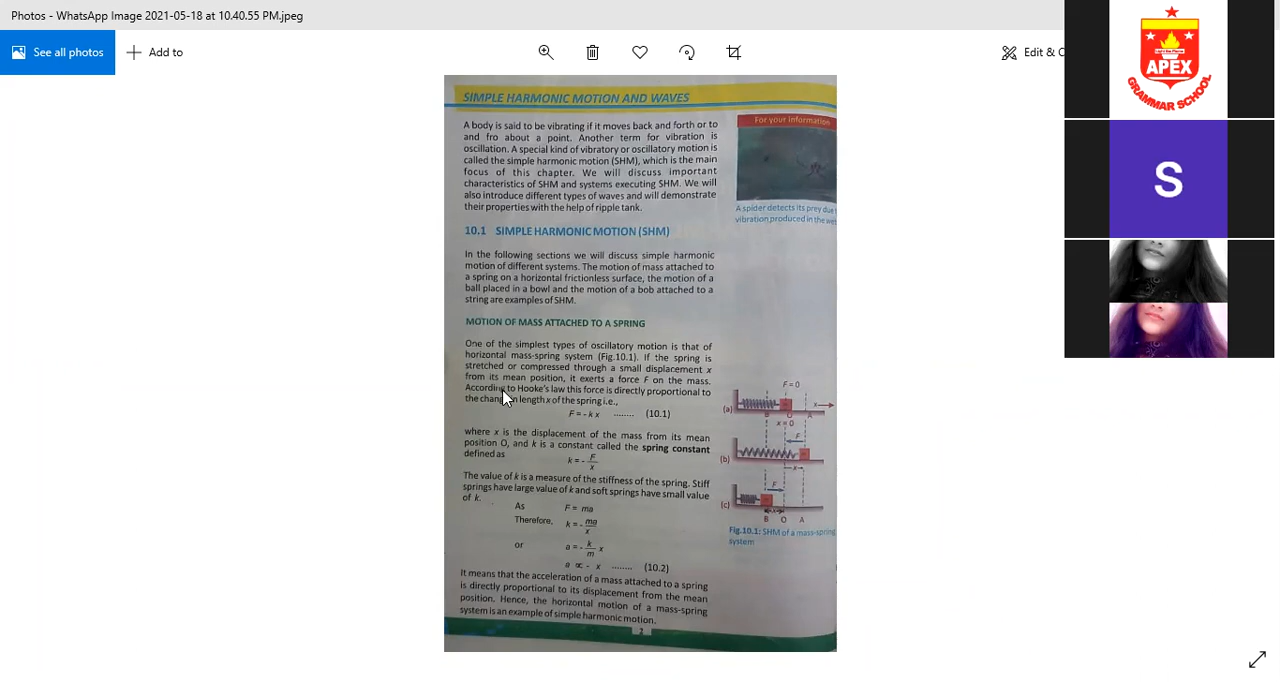 Photos - WhatsApp Image 2021-05-18 at 10.40.55 PM.jpeg
See all photos
Add to
Edit & C
APEX
GRAMMAR SCHOOL
S
SIMPLE HARMONIC MOTION AND WAVES
A body is said to be vibrating if it moves back and forth or to
and fro about a point. Another term for vibration is
oscillation. A special kind of vibratory or oscillatory motion is
called the simple harmonic motion (SHM), which is the main
focus of this chapter. We will discuss important
characteristics of SHM and systems executing SHM. We will
also introduce different types of waves and will demonstrate
their properties with the help of ripple tank.
For your information
A spider detects its prey due
vibration produced in the we
10.1 SIMPLE HARMONIC MOTION (SHM)
In the following sections we will discuss simple harmonic
motion of different systems. The motion of mass attached to
a spring on a horizontal frictionless surface, the motion of a
ball placed in a bowl and the motion of a bob attached to a
string are examples of SHM.
MOTION OF MASS ATTACHED TO A SPRING
One of the simplest types of oscillatory motion is that of
horizontal mass-spring system (Fig.10.1). If the spring is
stretched or compressed through a small displacement x
from its mean position, it exerts a force F on the mass.
According to Hooke's law this force is directly proportional to
the change in length x of the spring i.e.,
F = - k x ........ (10.1)
where x is the displacement of the mass from its mean
position O, and k is a constant called the spring constant
defined as
k = - F/x
The value of k is a measure of the stiffness of the spring. Stiff
springs have large value of k and soft springs have small value
of k.
As F = ma
Therefore, k = - ma/x
or a = - k/m x
a ∝ - x ........ (10.2)
It means that the acceleration of a mass attached to a spring
is directly proportional to its displacement from the mean
position. Hence, the horizontal motion of a mass-spring
system is an example of simple harmonic motion.
2
F = 0
x
(a)
B O A
x = 0
F
(b)
x
F
(c)
x
B O A
Fig.10.1: SHM of a mass-spring
system